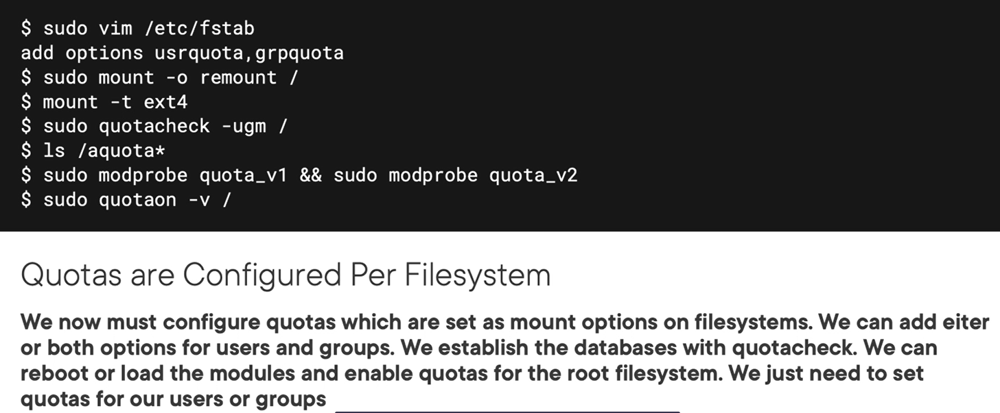 $ sudo vim /etc/fstab
add options usrquota,grpquota
$ sudo mount -o remount /
$ mount -t ext4
$ sudo quotacheck -ugm /
$ ls /aquota*
$ sudo modprobe quota_v1 && sudo modprobe quota_v2
$ sudo quotaon -v /
Quotas are Configured Per Filesystem
We now must configure quotas which are set as mount options on filesystems. We can add eiter
or both options for users and groups. We establish the databases with quotacheck. We can
reboot or load the modules and enable quotas for the root filesystem. We just need to set
quotas for our users or groups